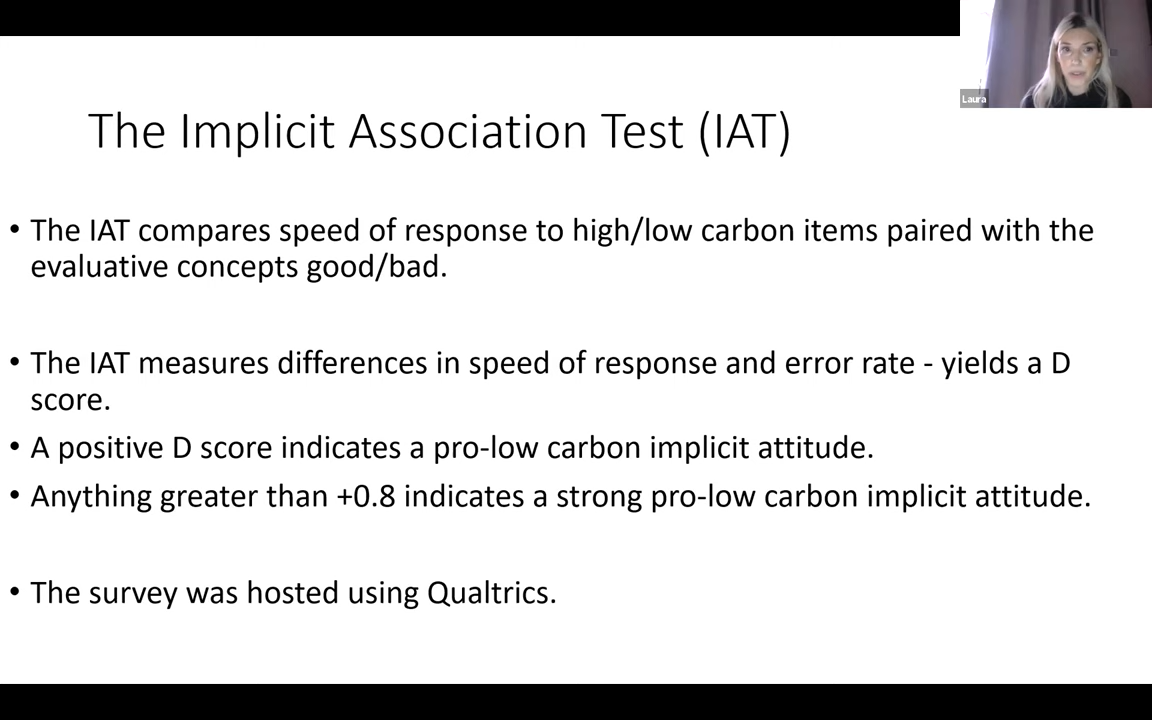 Laura
The Implicit Association Test (IAT)
• The IAT compares speed of response to high/low carbon items paired with the
evaluative concepts good/bad.
• The IAT measures differences in speed of response and error rate - yields a D
score.
• A positive D score indicates a pro-low carbon implicit attitude.
• Anything greater than +0.8 indicates a strong pro-low carbon implicit attitude.
• The survey was hosted using Qualtrics.